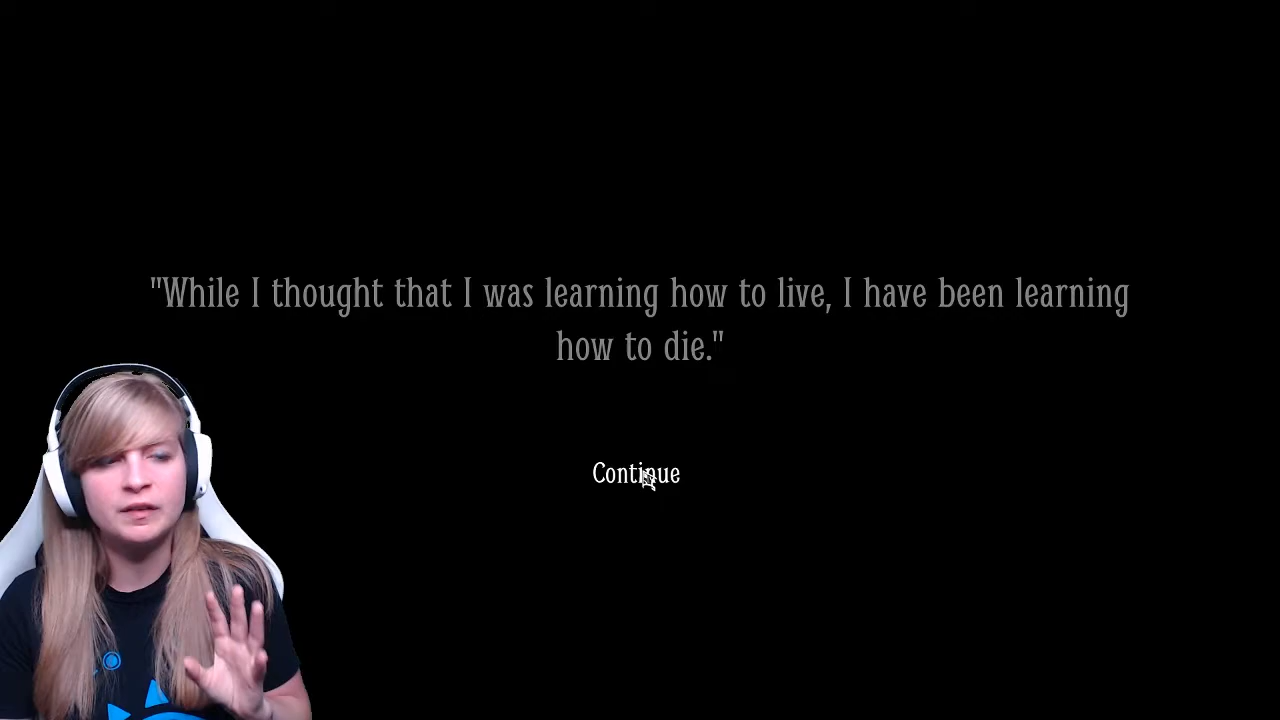 "While I thought that I was learning how to live, I have been learning
how to die."
Continue